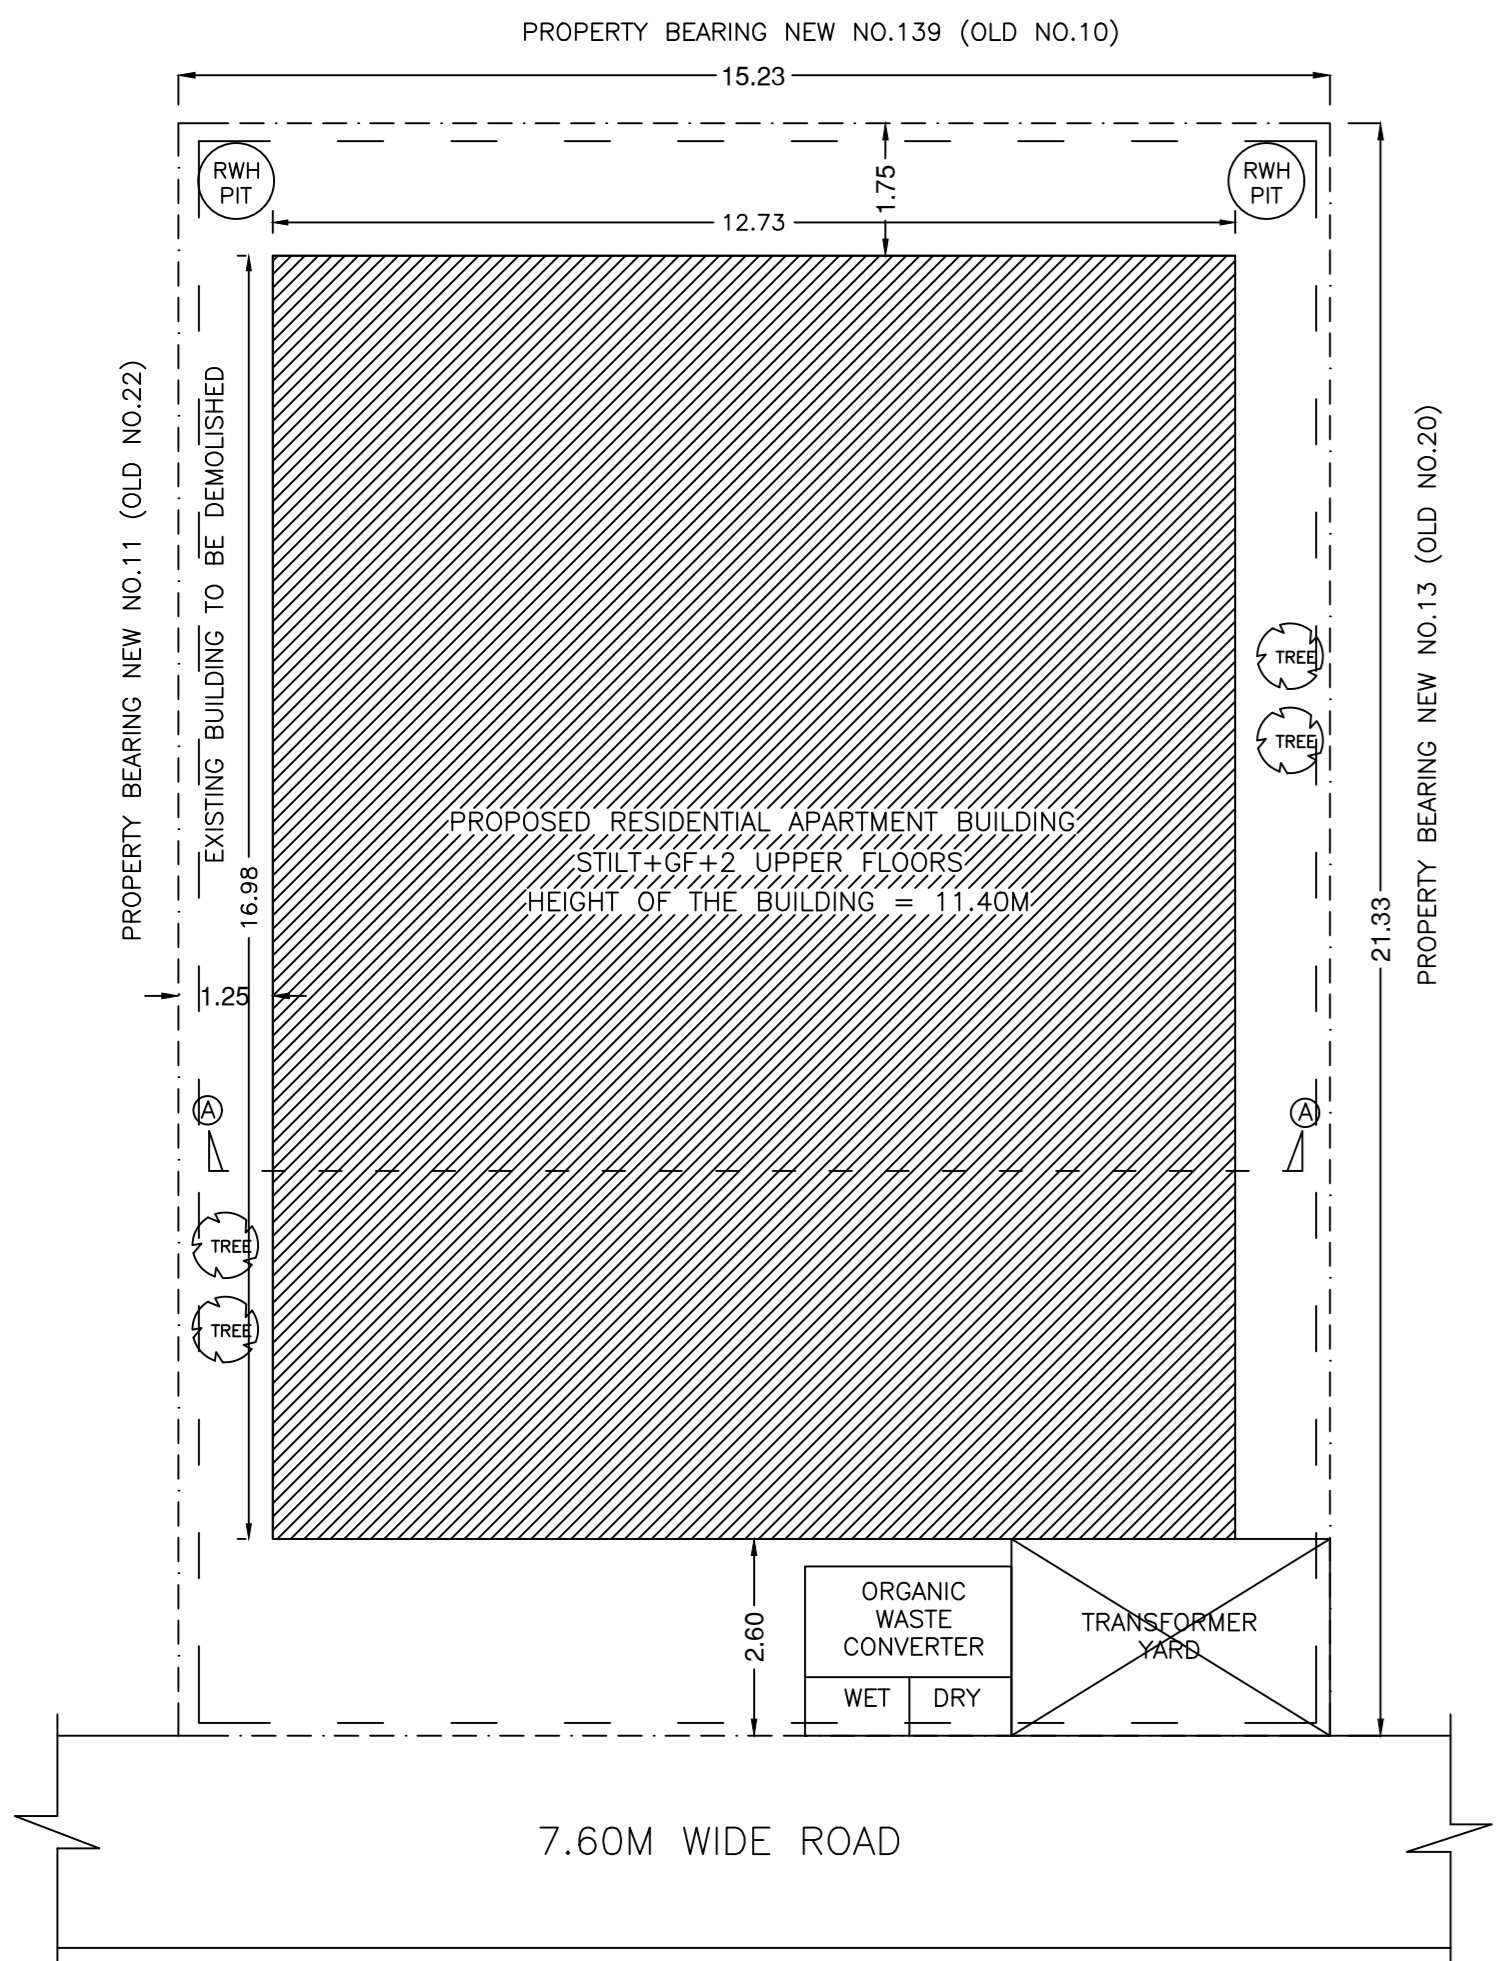 PROPERTY BEARING NEW NO.139 (OLD NO.10)
15.23
RWH
PIT
1.75
RWH
PIT
12.73
PROPERTY BEARING NEW NO.11 (OLD NO.22)
EXISTING BUILDING TO BE DEMOLISHED
16.98
PROPOSED RESIDENTIAL APARTMENT BUILDING
STILT+GF+2 UPPER FLOORS
HEIGHT OF THE BUILDING = 11.40M
TREE
TREE
21.33
PROPERTY BEARING NEW NO.13 (OLD NO.20)
1.25
A
A
TREE
TREE
2.60
ORGANIC
WASTE
CONVERTER
WET
DRY
TRANSFORMER
YARD
7.60M WIDE ROAD